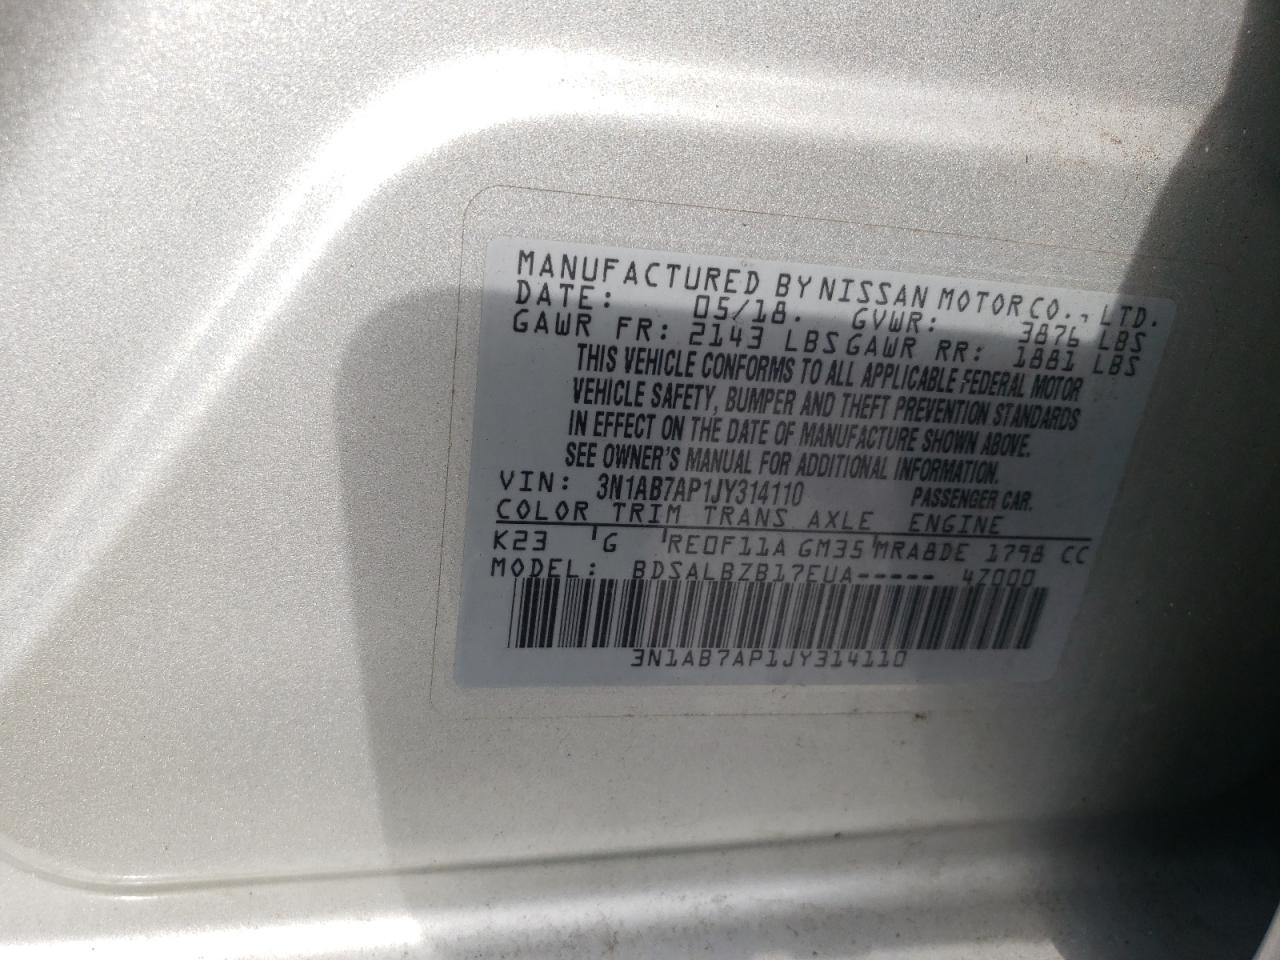 MANUFACTURED BY NISSAN MOTOR CO., LTD.
DATE: 05/18. GVWR: 3876 LBS
GAWR FR: 2143 LBS GAWR RR: 1881 LBS
THIS VEHICLE CONFORMS TO ALL APPLICABLE FEDERAL MOTOR
VEHICLE SAFETY, BUMPER AND THEFT PREVENTION STANDARDS
IN EFFECT ON THE DATE OF MANUFACTURE SHOWN ABOVE.
SEE OWNER'S MANUAL FOR ADDITIONAL INFORMATION.
VIN: 3N1AB7AP1JY314110 PASSENGER CAR.
COLOR TRIM TRANS AXLE ENGINE
K23 G RE0F11A GM35 MRA8DE 1798 CC
MODEL: BDSALBZB17EUA----- 47000
3N1AB7AP1JY314110